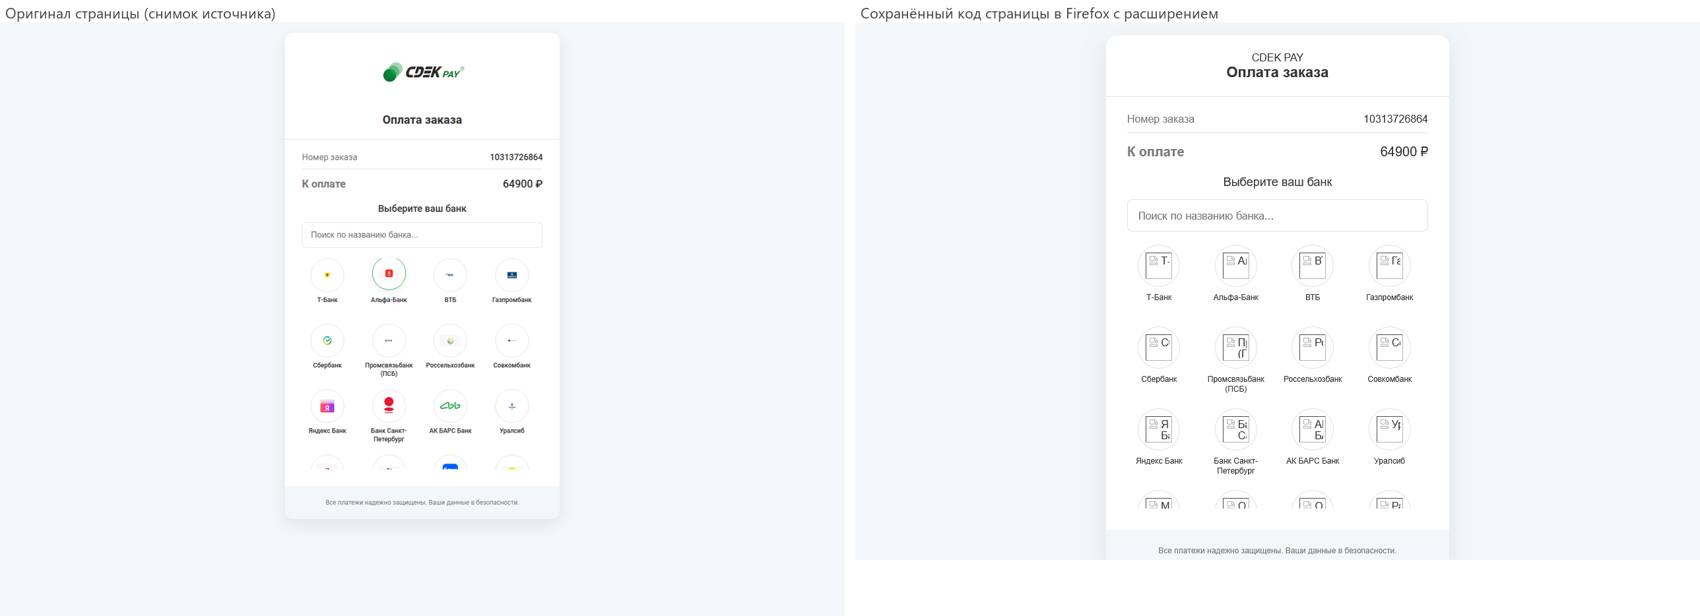 Оригинал страницы (снимок источника)
CDEK PAY
Оплата заказа
Номер заказа 10313726864
К оплате 64900 ₽
Выберите ваш банк
Поиск по названию банка...
Т-Банк Альфа-Банк ВТБ Газпромбанк
Сбербанк Промсвязьбанк (ПСБ) Россельхозбанк Совкомбанк
Яндекс Банк Банк Санкт-Петербург АК БАРС Банк Уралсиб
Все платежи надежно защищены. Ваши данные в безопасности.
Сохранённый код страницы в Firefox с расширением
CDEK PAY
Оплата заказа
Номер заказа 10313726864
К оплате 64900 ₽
Выберите ваш банк
Поиск по названию банка...
Т-Банк Альфа-Банк ВТБ Газпромбанк
Сбербанк Промсвязьбанк (ПСБ) Россельхозбанк Совкомбанк
Яндекс Банк Банк Санкт-Петербург АК БАРС Банк Уралсиб
Все платежи надежно защищены. Ваши данные в безопасности.